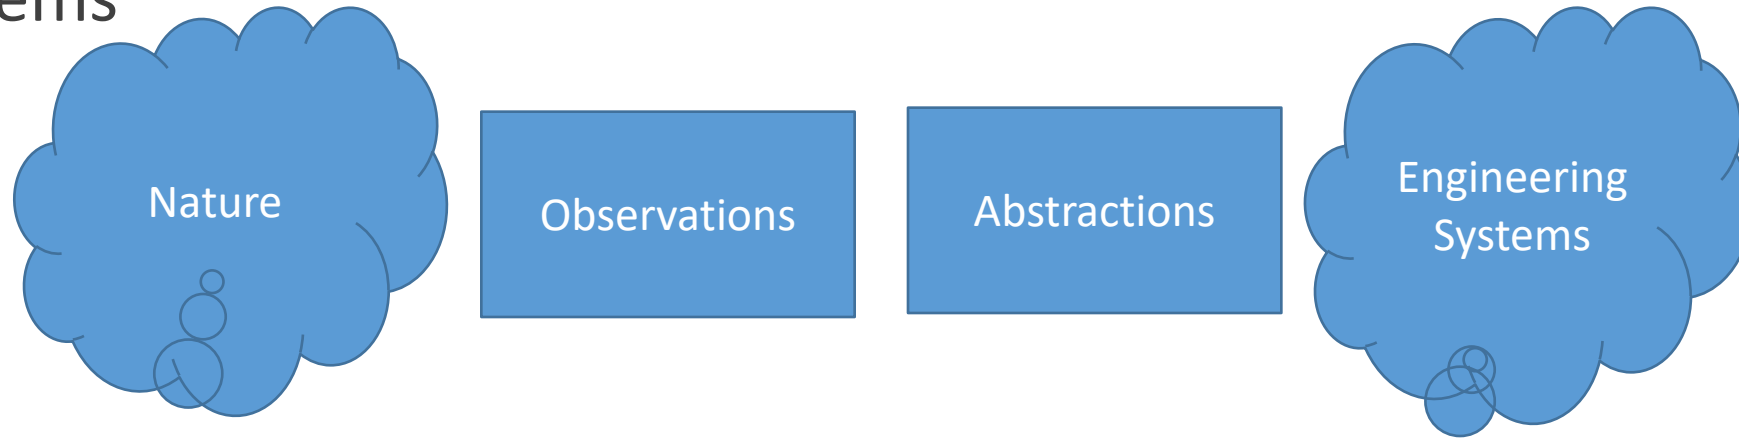 Nature
Observations
Abstractions
Engineering
Systems